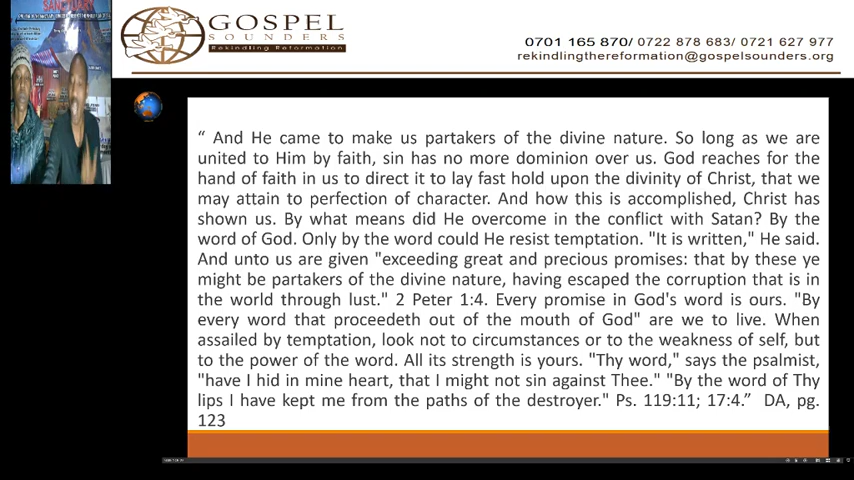 SANCTUARY
GOSPEL
SOUNDERS
Rekindling Reformation
0701 165 870/ 0722 878 683/ 0721 627 977
rekindlingthereformation@gospelsounders.org
“ And He came to make us partakers of the divine nature. So long as we are
united to Him by faith, sin has no more dominion over us. God reaches for the
hand of faith in us to direct it to lay fast hold upon the divinity of Christ, that we
may attain to perfection of character. And how this is accomplished, Christ has
shown us. By what means did He overcome in the conflict with Satan? By the
word of God. Only by the word could He resist temptation. "It is written," He said.
And unto us are given "exceeding great and precious promises: that by these ye
might be partakers of the divine nature, having escaped the corruption that is in
the world through lust." 2 Peter 1:4. Every promise in God's word is ours. "By
every word that proceedeth out of the mouth of God" are we to live. When
assailed by temptation, look not to circumstances or to the weakness of self, but
to the power of the word. All its strength is yours. "Thy word," says the psalmist,
"have I hid in mine heart, that I might not sin against Thee." "By the word of Thy
lips I have kept me from the paths of the destroyer." Ps. 119:11; 17:4.”  DA, pg.
123